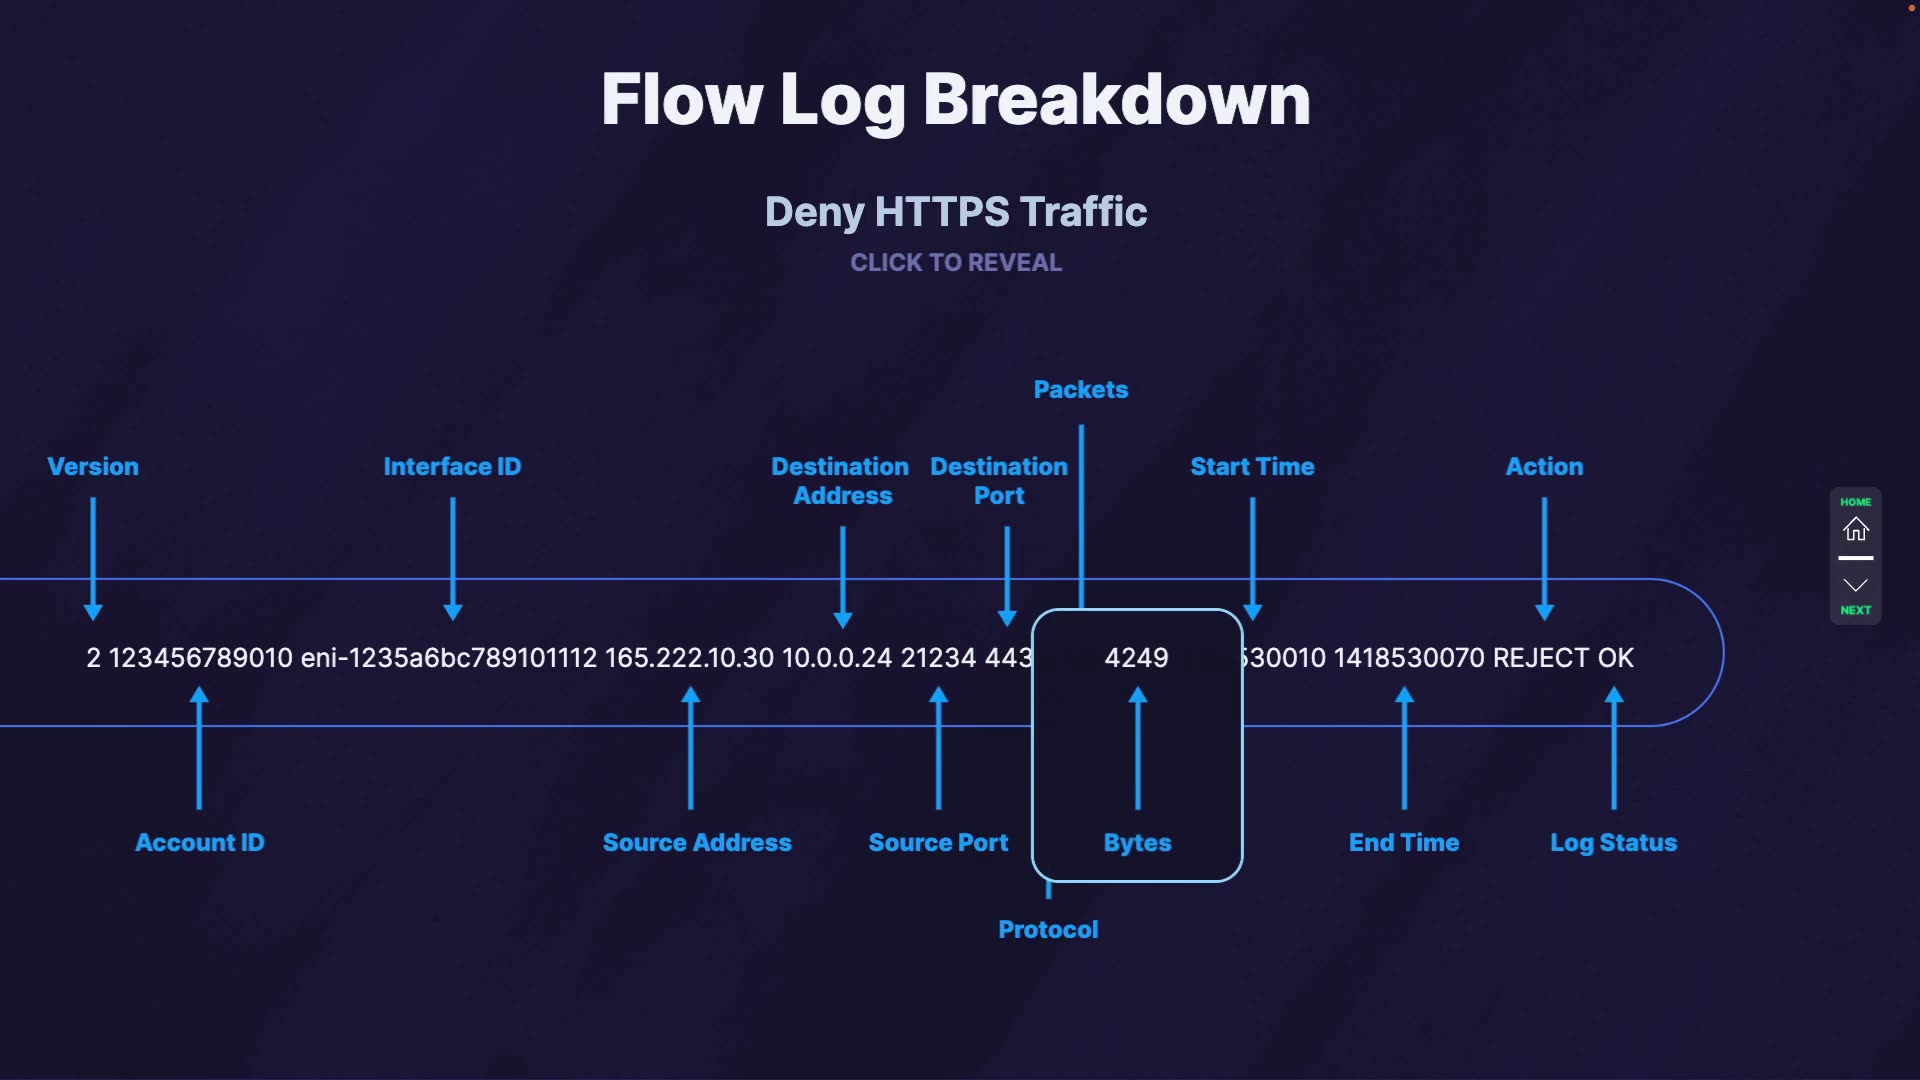 Flow Log Breakdown
Deny HTTPS Traffic
CLICK TO REVEAL
Packets
Version
Interface ID
Destination
Address
Destination
Port
Start Time
Action
2 123456789010 eni-1235a6bc789101112 165.222.10.30 10.0.0.24 21234 443 4249 530010 1418530070 REJECT OK
Account ID
Source Address
Source Port
Bytes
End Time
Log Status
Protocol
HOME
NEXT